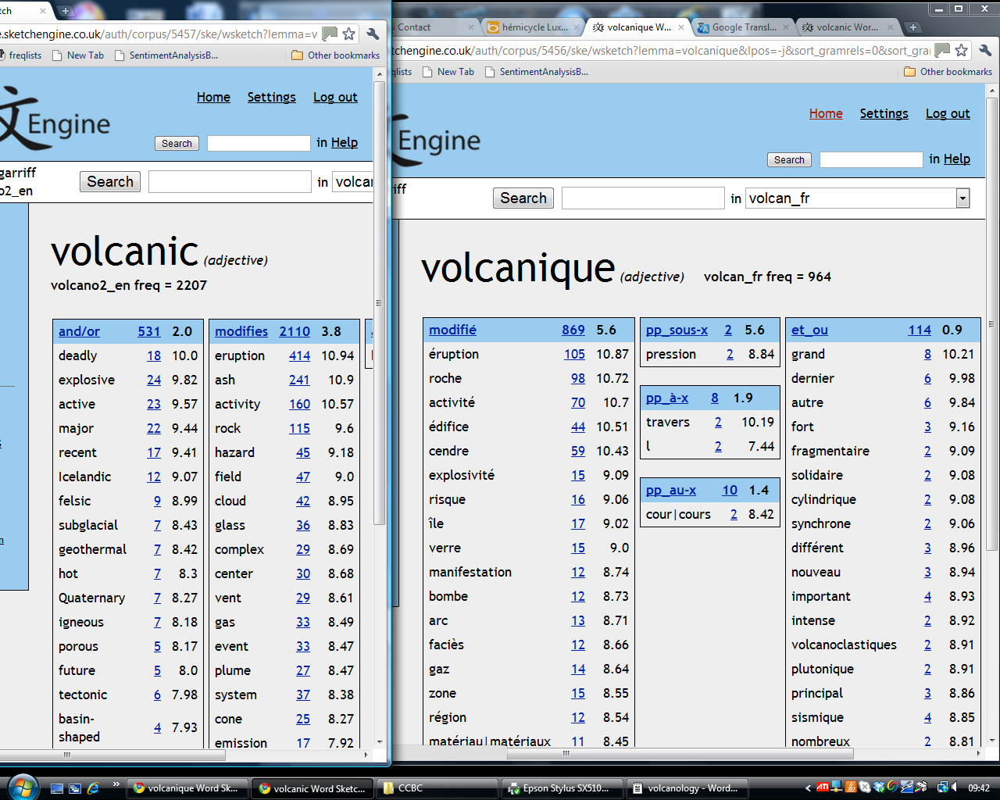 etch
.sketchengine.co.uk/auth/corpus/5457/ske/wsketch?lemma=v
freqlists New Tab SentimentAnalysisB... Other bookmarks
文 Engine
Home Settings Log out
Search in Help
garriff
o2_en
Search in volcan
volcanic (adjective)
volcano2_en freq = 2207
and/or 531 2.0
deadly 18 10.0
explosive 24 9.82
active 23 9.57
major 22 9.44
recent 17 9.41
Icelandic 12 9.07
felsic 9 8.99
subglacial 7 8.43
geothermal 7 8.42
hot 7 8.3
Quaternary 7 8.27
igneous 7 8.18
porous 5 8.17
future 5 8.0
tectonic 6 7.98
basin-
shaped 4 7.93
modifies 2110 3.8
eruption 414 10.94
ash 241 10.9
activity 160 10.57
rock 115 9.6
hazard 45 9.18
field 47 9.0
cloud 42 8.95
glass 36 8.83
complex 29 8.69
center 30 8.68
vent 29 8.61
gas 33 8.49
event 33 8.47
plume 27 8.47
system 37 8.38
cone 25 8.27
emission 17 7.92
Contact hémicycle Lux... volcanique W... Google Transl... volcanic Wor...
tchengine.co.uk/auth/corpus/5456/ske/wsketch?lemma=volcanique&lpos=-j&sort_gramrels=0&sort_gra
qlists New Tab SentimentAnalysisB... Other bookmarks
Engine
Home Settings Log out
Search in Help
riff
Search in volcan_fr
volcanique (adjective) volcan_fr freq = 964
modifié 869 5.6
éruption 105 10.87
roche 98 10.72
activité 70 10.7
édifice 44 10.51
cendre 59 10.43
explosivité 15 9.09
risque 16 9.06
île 17 9.02
verre 15 9.0
manifestation 12 8.74
bombe 12 8.73
arc 13 8.71
faciès 12 8.66
gaz 14 8.64
zone 15 8.55
région 12 8.54
matériau|matériaux 11 8.45
pp_sous-x 2 5.6
pression 2 8.84
pp_à-x 8 1.9
travers 2 10.19
l 2 7.44
pp_au-x 10 1.4
cour|cours 2 8.42
et_ou 114 0.9
grand 8 10.21
dernier 6 9.98
autre 6 9.84
fort 3 9.16
fragmentaire 2 9.09
solidaire 2 9.08
cylindrique 2 9.08
synchrone 2 9.06
différent 3 8.96
nouveau 3 8.94
important 4 8.93
intense 2 8.92
volcanoclastiques 2 8.91
plutonique 2 8.91
principal 3 8.86
sismique 4 8.85
nombreux 2 8.81
volcanique Word Sk... volcanic Word Sketc... CCBC Epson Stylus SX510... volcanology - Word... ATI 09:42